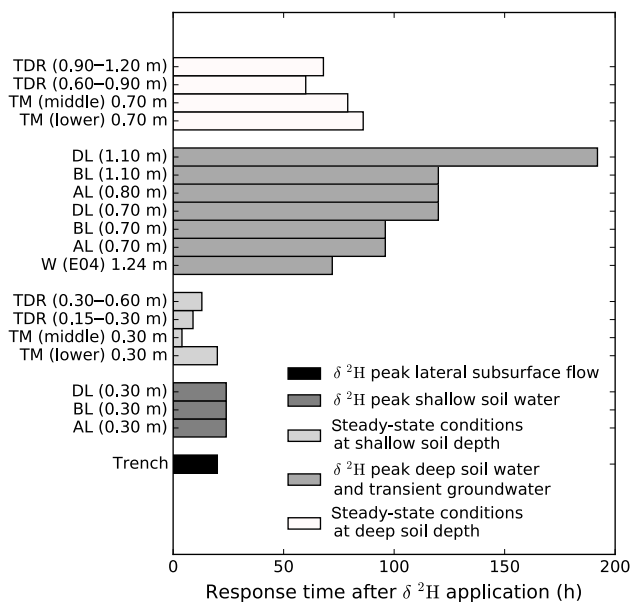 TDR (0.90−1.20 m)
TDR (0.60−0.90 m)
TM (middle) 0.70 m
TM (lower) 0.70 m
DL (1.10 m)
BL (1.10 m)
AL (0.80 m)
DL (0.70 m)
BL (0.70 m)
AL (0.70 m)
W (E04) 1.24 m
TDR (0.30−0.60 m)
TDR (0.15−0.30 m)
TM (middle) 0.30 m
TM (lower) 0.30 m
DL (0.30 m)
BL (0.30 m)
AL (0.30 m)
Trench
δ ²H peak lateral subsurface flow
δ ²H peak shallow soil water
Steady-state conditions
at shallow soil depth
δ ²H peak deep soil water
and transient groundwater
Steady-state conditions
at deep soil depth
0 50 100 150 200
Response time after δ ²H application (h)